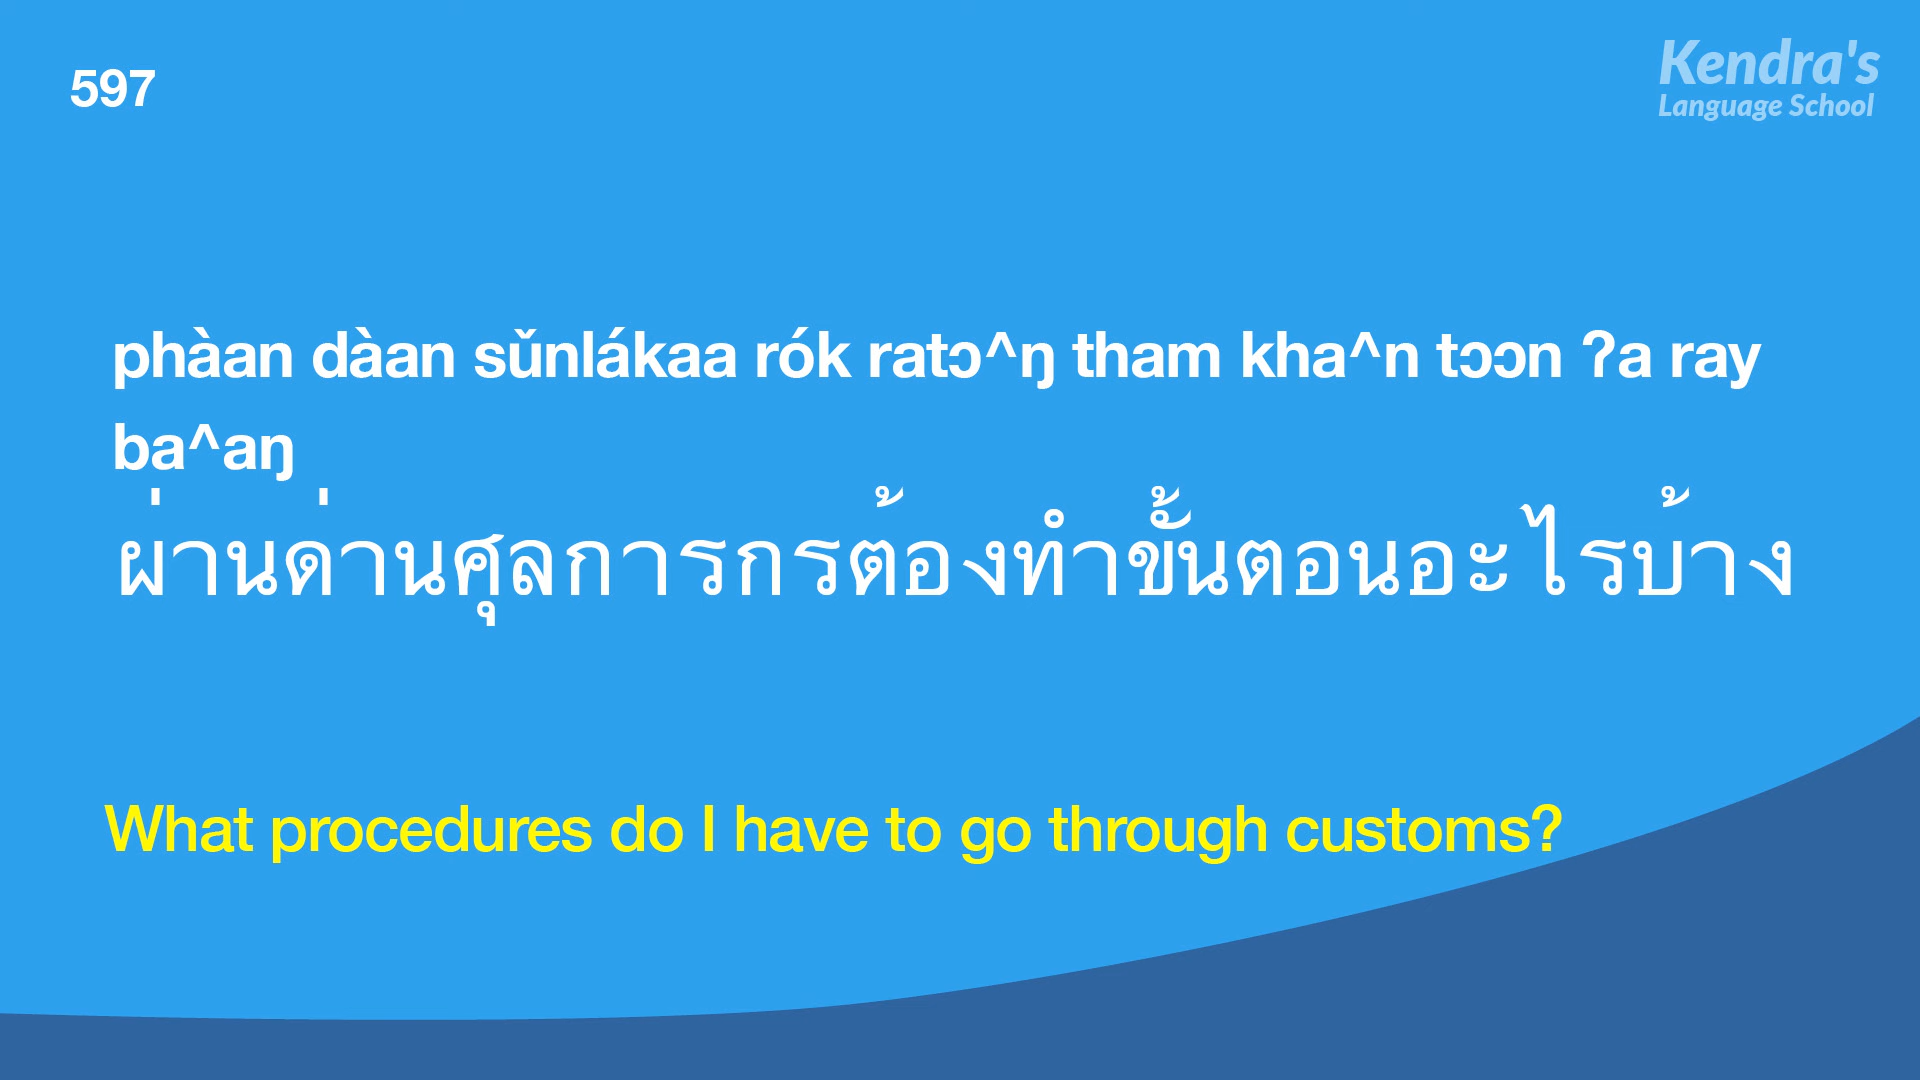 597
Kendra's
Language School
phàan dàan sǔnlákaa rók ratɔ^ŋ tham kha^n tɔɔn ʔa ray
ba^aŋ
ผ่านด่านศุลการกรต้องทำขั้นตอนอะไรบ้าง
What procedures do I have to go through customs?